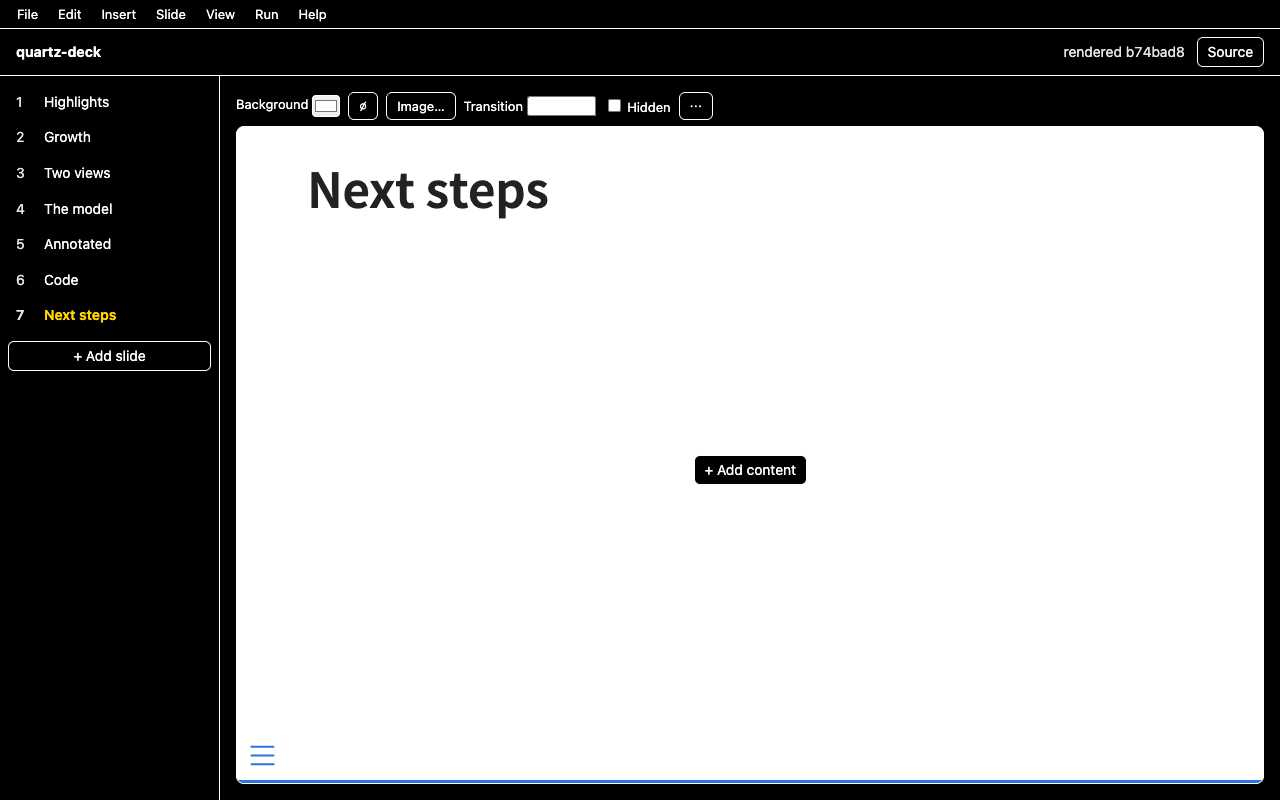 File Edit Insert Slide View Run Help
quartz-deck
rendered b74bad8 Source
1 Highlights
2 Growth
3 Two views
4 The model
5 Annotated
6 Code
7 Next steps
+ Add slide
Background ∅ Image... Transition Hidden ...
Next steps
+ Add content